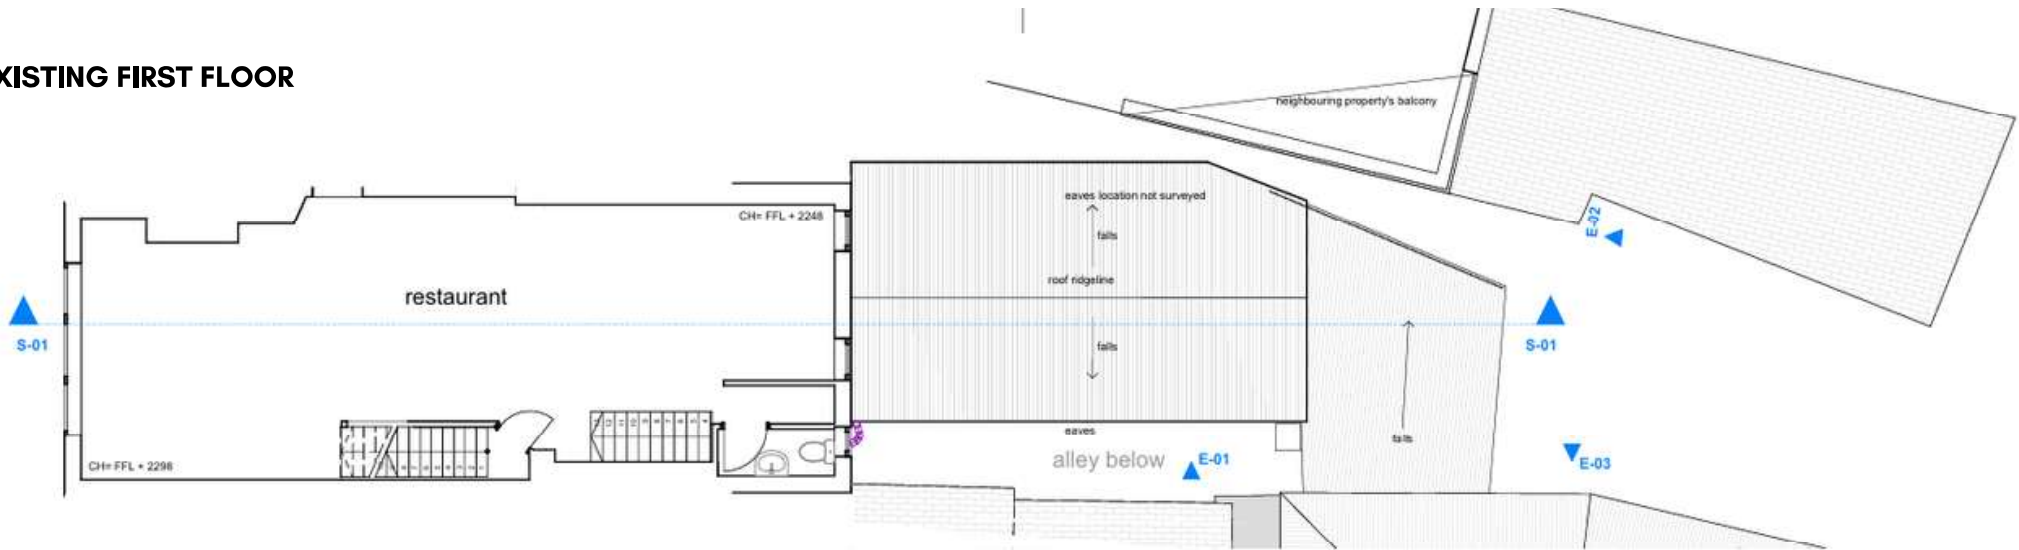 XISTING FIRST FLOOR
neighbouring property's balcony
eaves location not surveyed
CH= FFL + 2248
E-02
falls
roof ridgeline
restaurant
S-01
S-01
falls
falls
eaves
CH= FFL + 2298
alley below
E-01
E-03